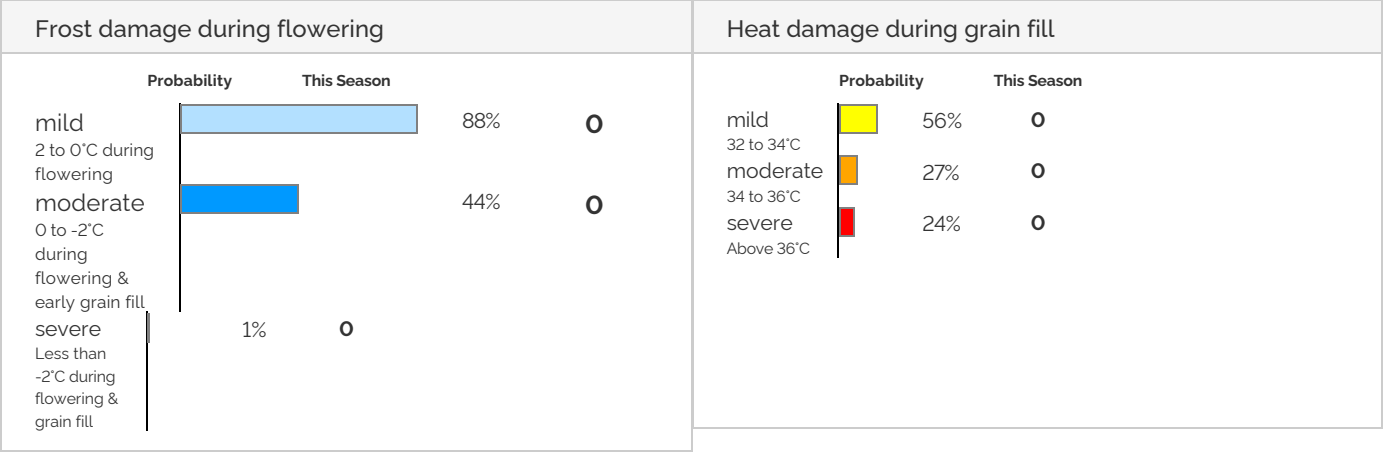 Frost damage during flowering
Probability This Season
mild 88% 0
2 to 0°C during
flowering
moderate 44% 0
0 to -2°C
during
flowering &
early grain fill
severe 1% 0
Less than
-2°C during
flowering &
grain fill
Heat damage during grain fill
Probability This Season
mild 56% 0
32 to 34°C
moderate 27% 0
34 to 36°C
severe 24% 0
Above 36°C